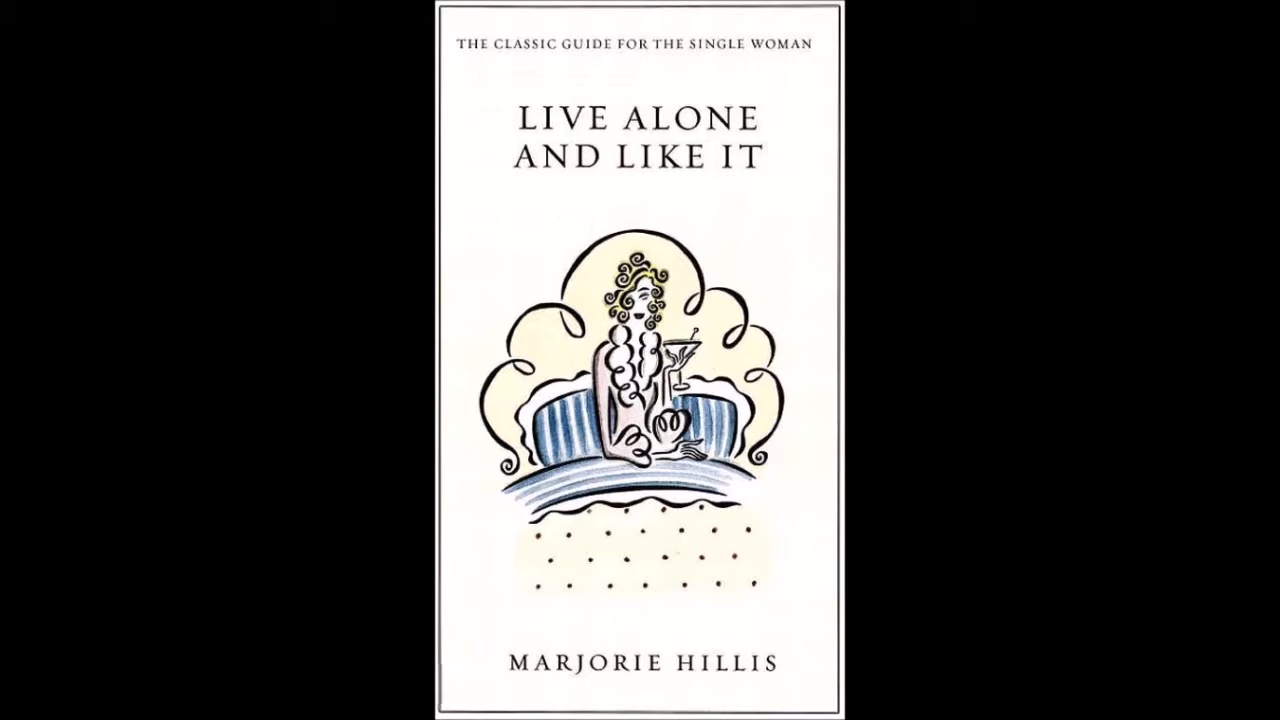 THE CLASSIC GUIDE FOR THE SINGLE WOMAN
LIVE ALONE
AND LIKE IT
MARJORIE HILLIS